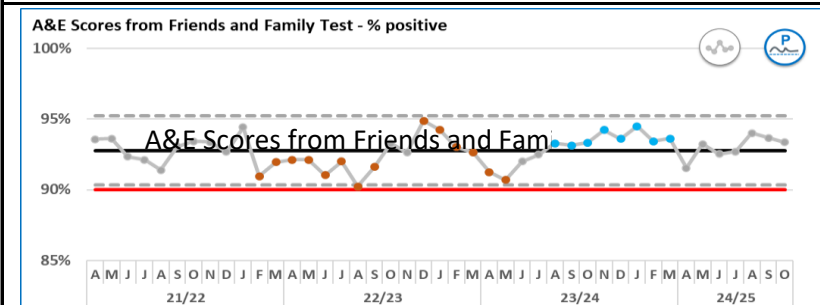 A&E Scores from Friends and Family Test - % positive
P
100%
95%
A&E Scores from Friends and Fam
90%
85%
A M J J A S O N D J F M A M J J A S O N D J F M A M J J A S O N D J F M A M J J A S O
21/22 22/23 23/24 24/25